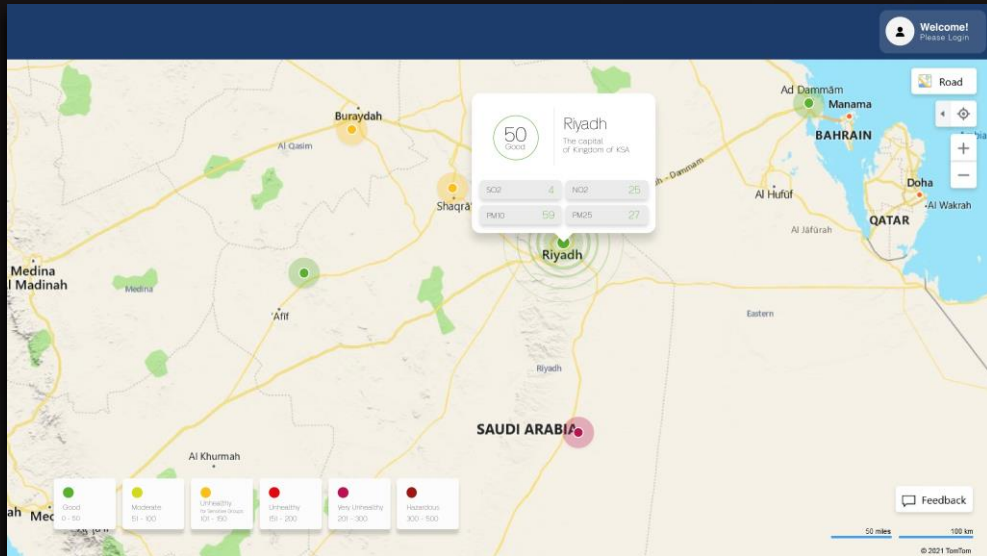 Welcome!
Please Login
Road
Ad Dammām
Manama
BAHRAIN
Buraydah
Al Qasim
50
Good
Riyadh
The capital
of Kingdom of KSA
SO2 4
NO2 25
PM10 59
PM25 27
- Dammam
Shaqrā'
Al Hufūf
Doha
Al Wakrah
QATAR
Al Jāfūrah
Riyadh
Medina
Al Madinah
Medina
'Afīf
Eastern
Riyadh
SAUDI ARABIA
Al Khurmah
Good
0 - 50
Moderate
51 - 100
Unhealthy
for Sensitive Groups
101 - 150
Unhealthy
151 - 200
Very Unhealthy
201 - 300
Hazardous
300 - 500
Feedback
50 miles
100 km
© 2021 TomTom